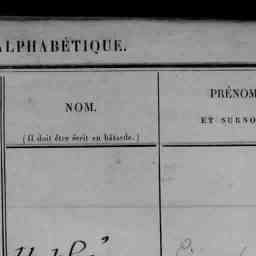 ALPHABÉTIQUE.
NOM.
(Il doit être écrit en bâtarde.)
PRÉNOM
ET SURNO